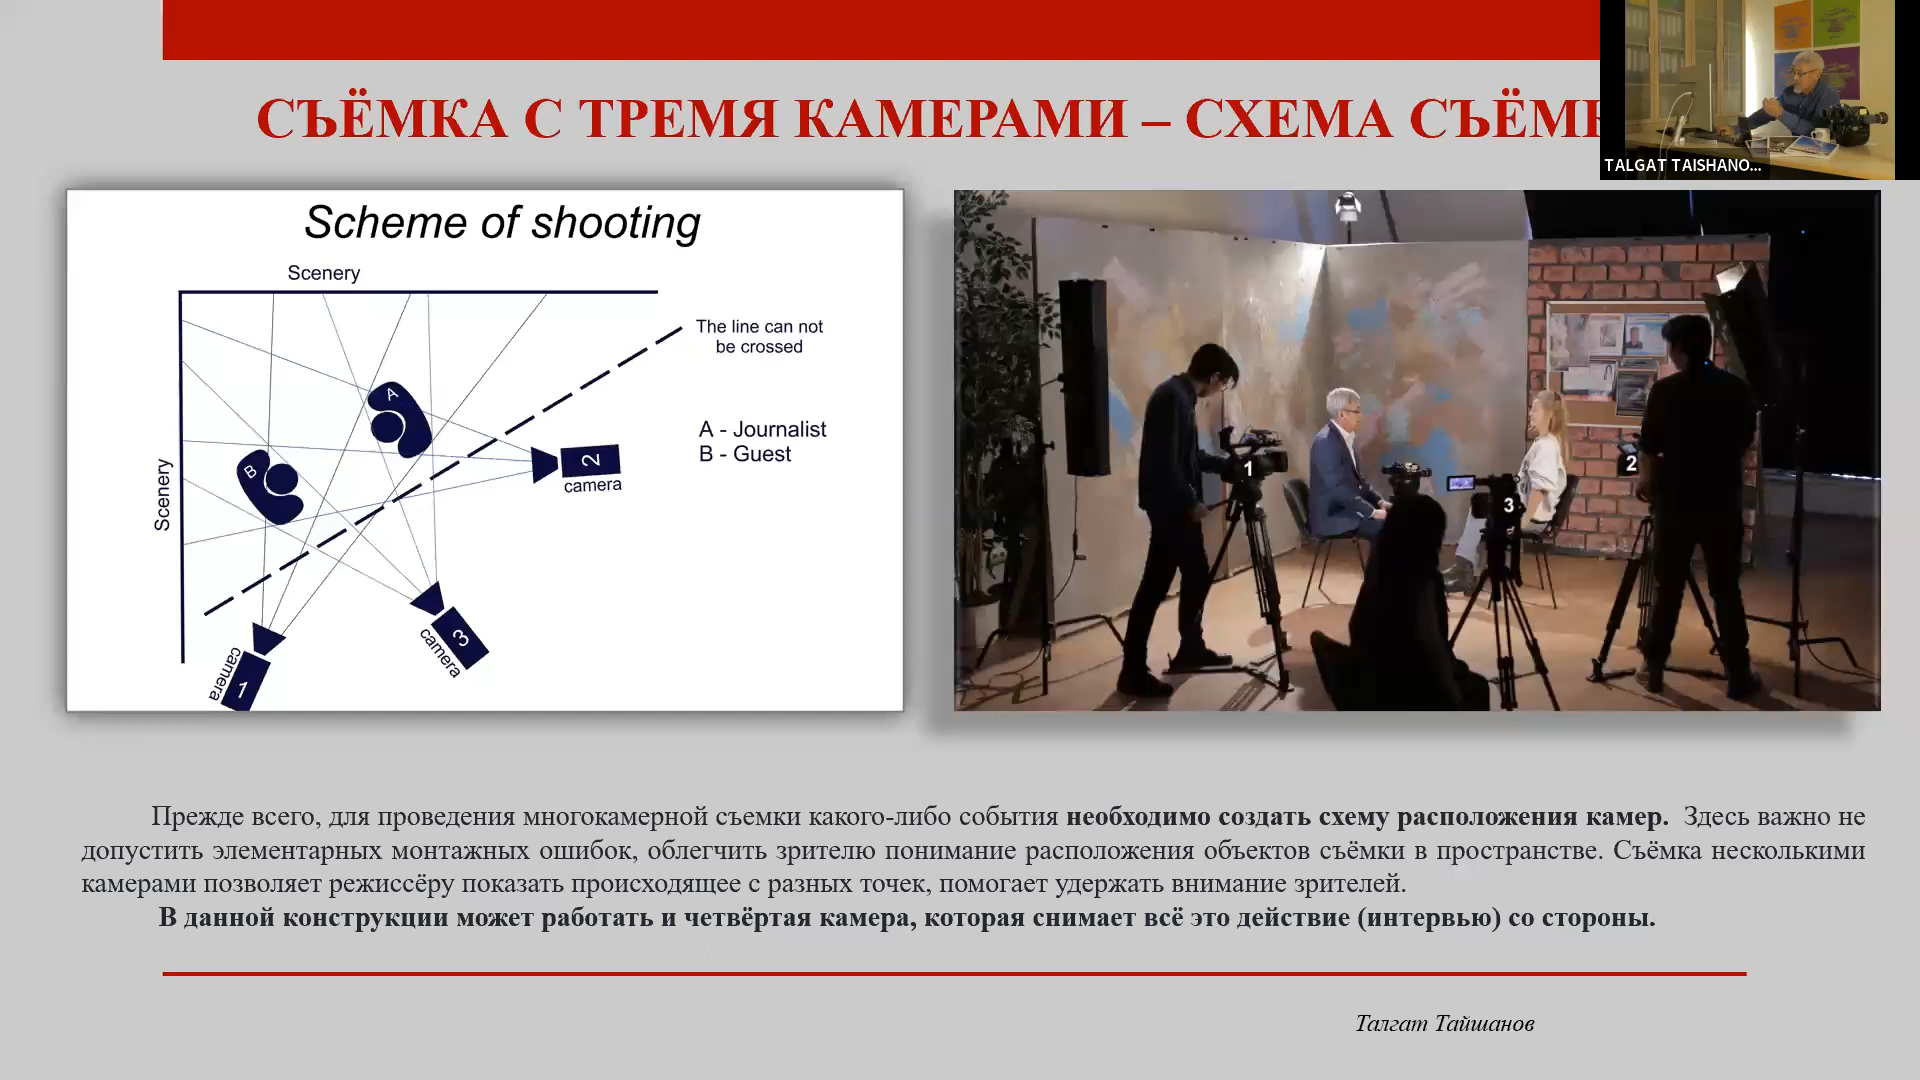 СЪЁМКА С ТРЕМЯ КАМЕРАМИ – СХЕМА
TALGAT TAISHANO...
Scheme of shooting
Scenery
The line can not
be crossed
A
A - Journalist
B - Guest
B
2
camera
Scenery
3
camera
1
camera
1
2
3
Прежде всего, для проведения многокамерной съемки какого-либо события необходимо создать схему расположения камер. Здесь важно не
допустить элементарных монтажных ошибок, облегчить зрителю понимание расположения объектов съёмки в пространстве. Съёмка несколькими
камерами позволяет режиссёру показать происходящее с разных точек, помогает удержать внимание зрителей.
В данной конструкции может работать и четвёртая камера, которая снимает всё это действие (интервью) со стороны.
Талгат Тайшанов